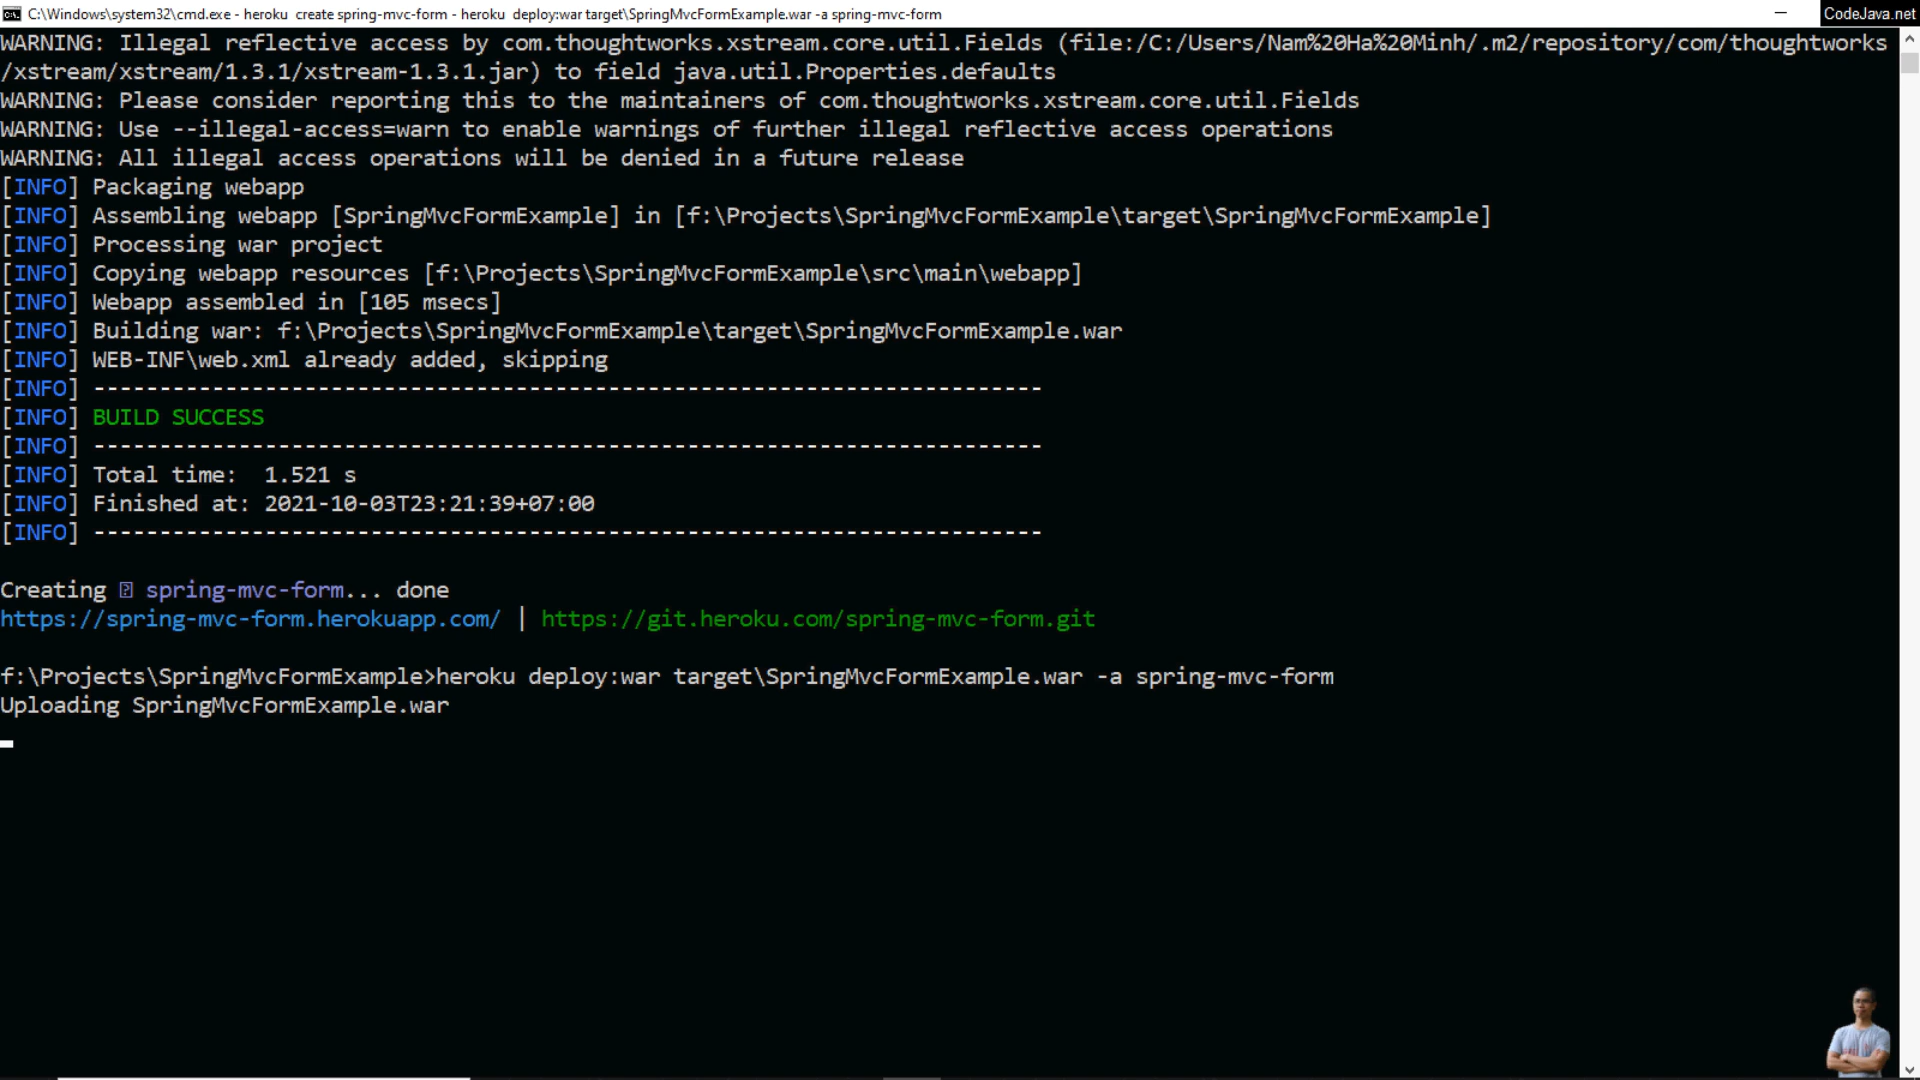 C:\Windows\system32\cmd.exe - heroku  create spring-mvc-form - heroku  deploy:war target\SpringMvcFormExample.war -a spring-mvc-form
CodeJava.net
WARNING: Illegal reflective access by com.thoughtworks.xstream.core.util.Fields (file:/C:/Users/Nam%20Ha%20Minh/.m2/repository/com/thoughtworks
/xstream/xstream/1.3.1/xstream-1.3.1.jar) to field java.util.Properties.defaults
WARNING: Please consider reporting this to the maintainers of com.thoughtworks.xstream.core.util.Fields
WARNING: Use --illegal-access=warn to enable warnings of further illegal reflective access operations
WARNING: All illegal access operations will be denied in a future release
[INFO] Packaging webapp
[INFO] Assembling webapp [SpringMvcFormExample] in [f:\Projects\SpringMvcFormExample\target\SpringMvcFormExample]
[INFO] Processing war project
[INFO] Copying webapp resources [f:\Projects\SpringMvcFormExample\src\main\webapp]
[INFO] Webapp assembled in [105 msecs]
[INFO] Building war: f:\Projects\SpringMvcFormExample\target\SpringMvcFormExample.war
[INFO] WEB-INF\web.xml already added, skipping
[INFO] ------------------------------------------------------------------------
[INFO] BUILD SUCCESS
[INFO] ------------------------------------------------------------------------
[INFO] Total time:  1.521 s
[INFO] Finished at: 2021-10-03T23:21:39+07:00
[INFO] ------------------------------------------------------------------------
Creating ⍰ spring-mvc-form... done
https://spring-mvc-form.herokuapp.com/ | https://git.heroku.com/spring-mvc-form.git
f:\Projects\SpringMvcFormExample>heroku deploy:war target\SpringMvcFormExample.war -a spring-mvc-form
Uploading SpringMvcFormExample.war